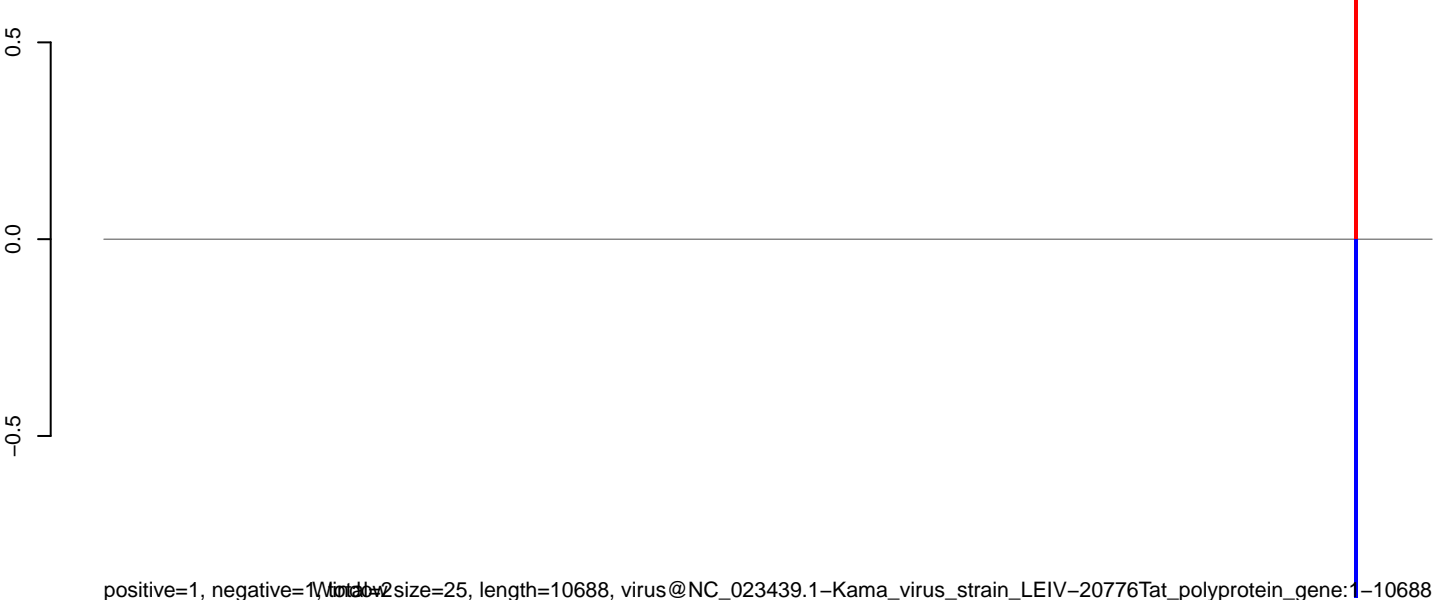 0.5
0.0
−0.5
positive=1, negative=1, total=2
Window size=25, length=10688, virus@NC_023439.1−Kama_virus_strain_LEIV−20776Tat_polyprotein_gene:1−10688